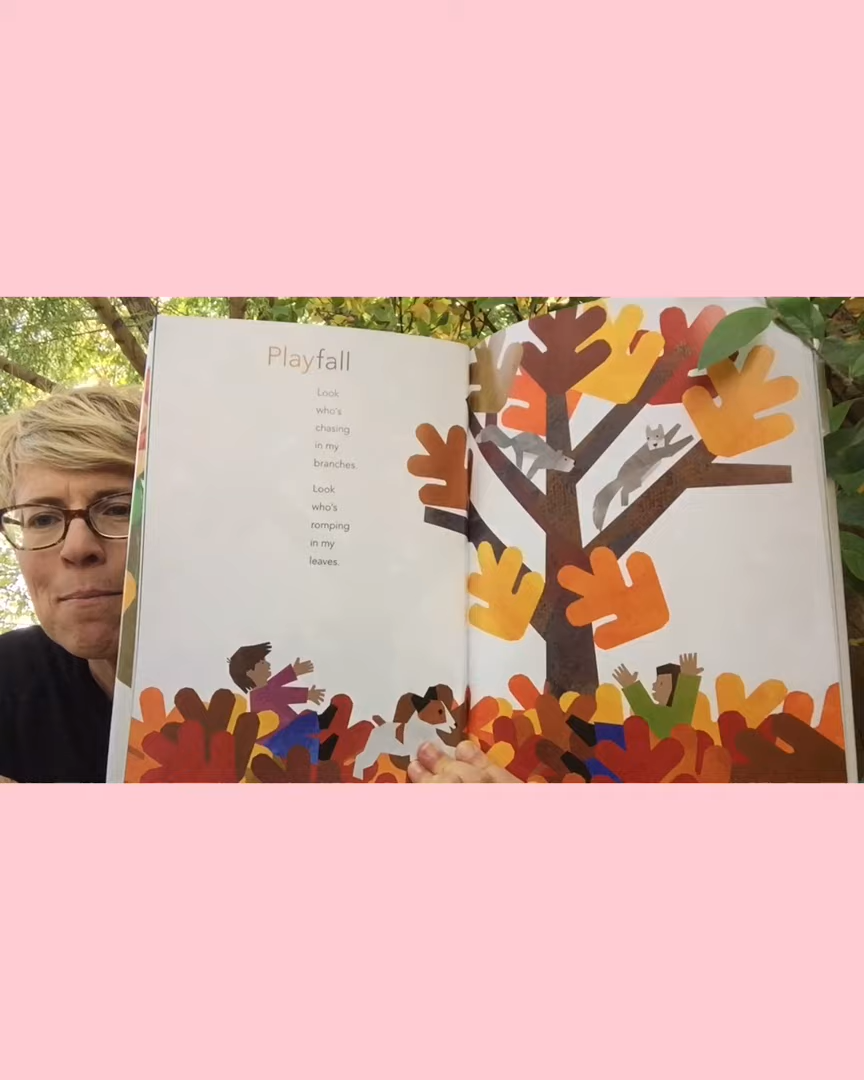 Playfall
Look
who's
chasing
in my
branches.
Look
who's
romping
in my
leaves.